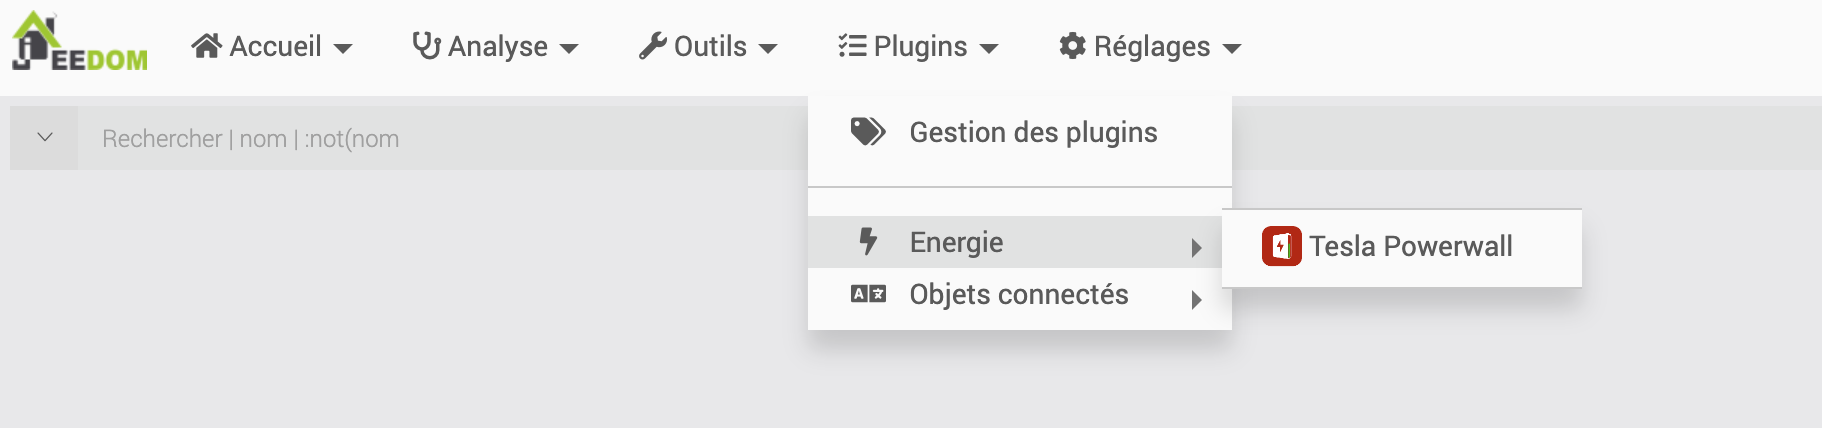 JEEDOM Accueil Analyse Outils Plugins Réglages
Rechercher | nom | :not(nom
Gestion des plugins
Energie
Tesla Powerwall
Objets connectés